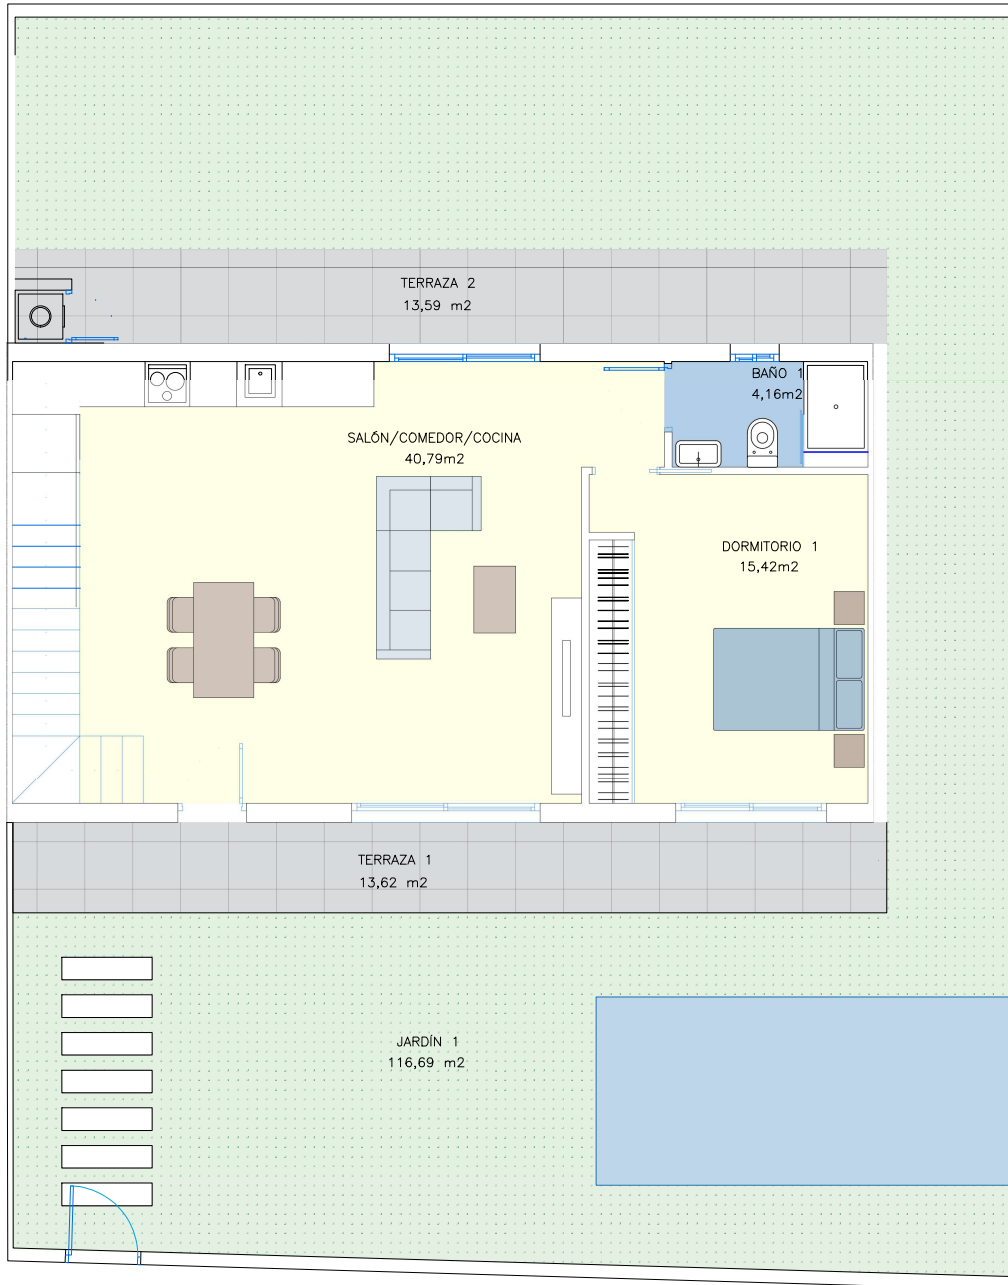 TERRAZA 2
13,59 m2
BAÑO 1
4,16m2
SALÓN/COMEDOR/COCINA
40,79m2
DORMITORIO 1
15,42m2
TERRAZA 1
13,62 m2
JARDÍN 1
116,69 m2